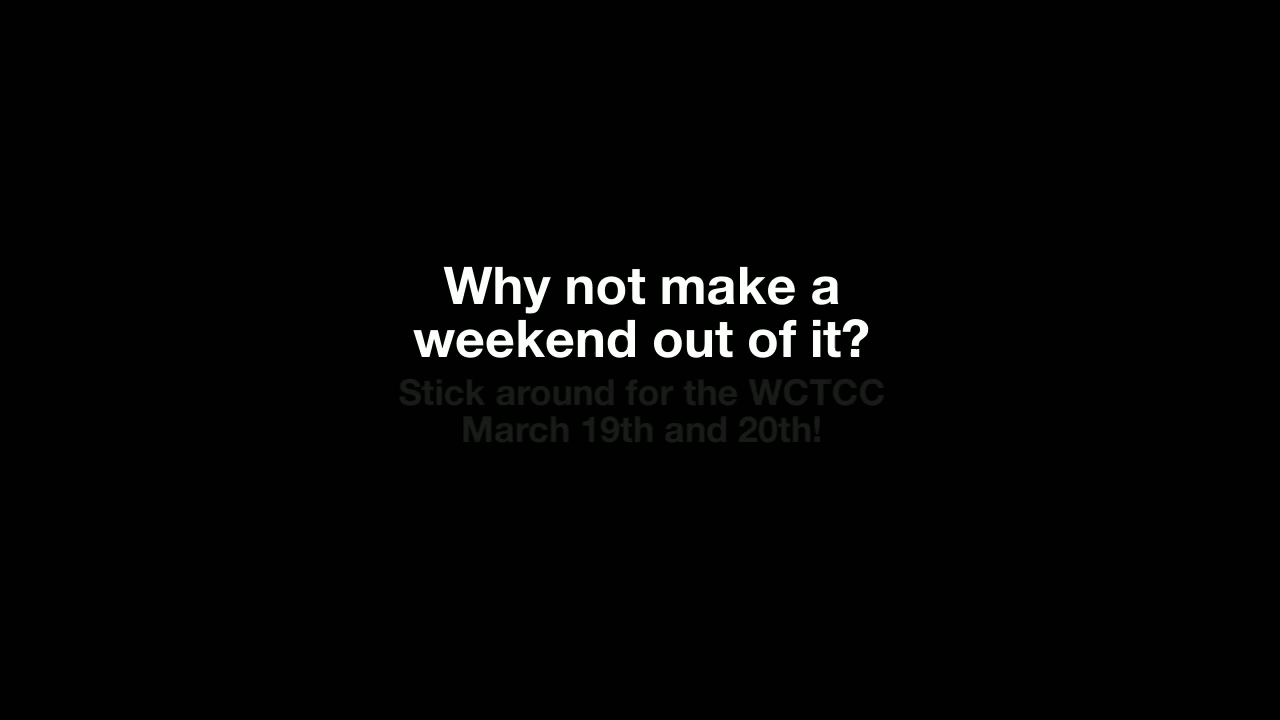 Why not make a
weekend out of it?
Stick around for the WCTCC
March 19th and 20th!